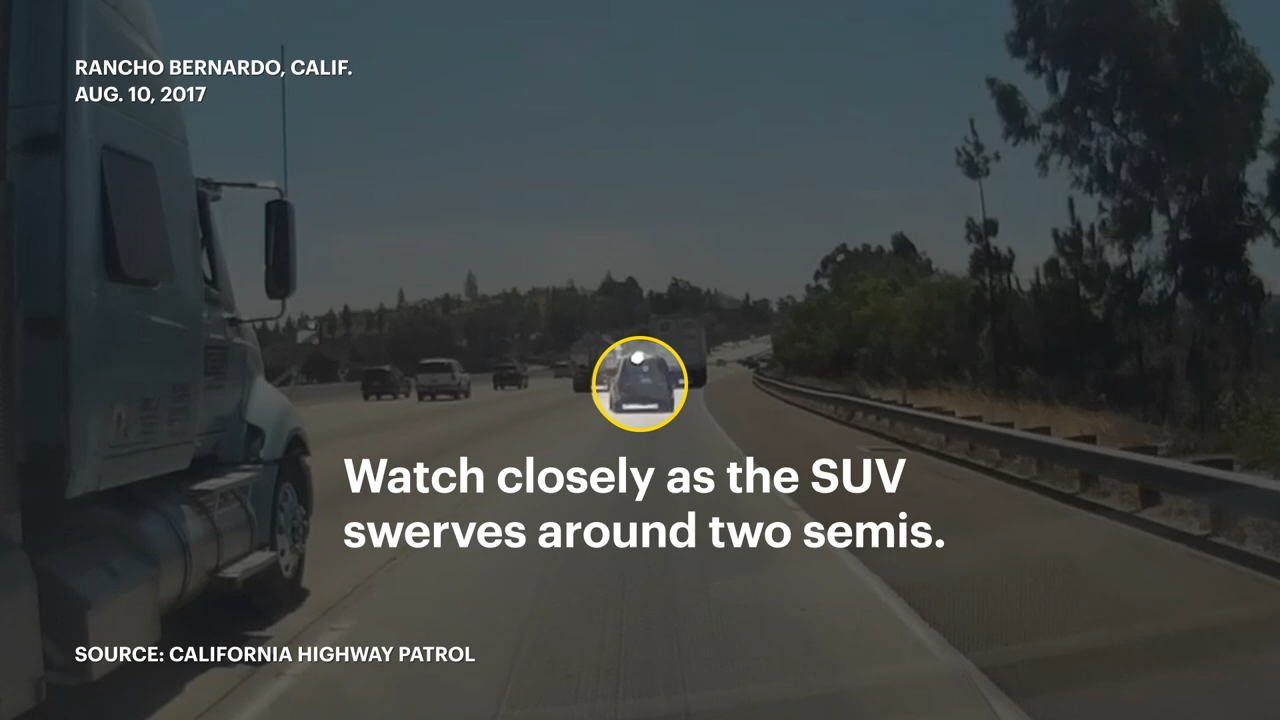 RANCHO BERNARDO, CALIF.
AUG. 10, 2017
Watch closely as the SUV
swerves around two semis.
SOURCE: CALIFORNIA HIGHWAY PATROL